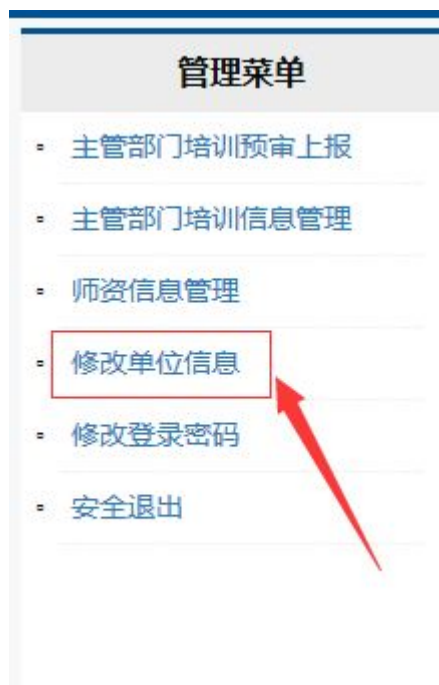 管理菜单
主管部门培训预审上报
主管部门培训信息管理
师资信息管理
修改单位信息
修改登录密码
安全退出